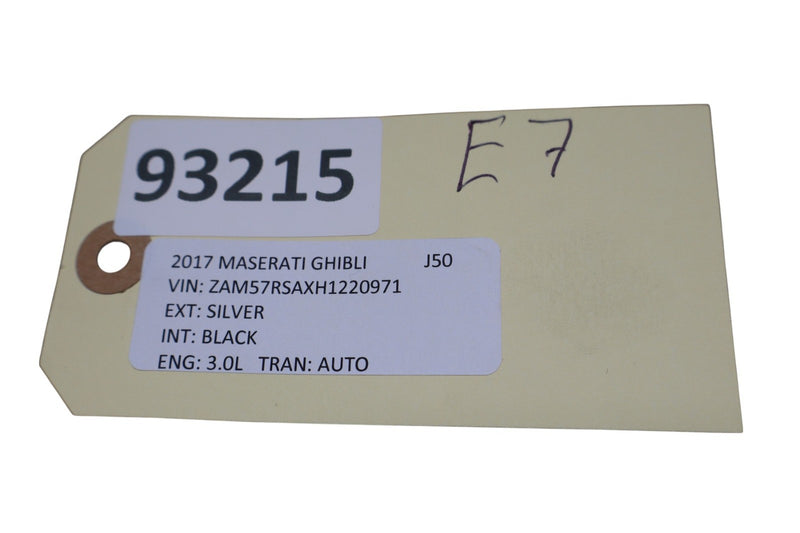 93215
E7
2017 MASERATI GHIBLI J50
VIN: ZAM57RSAXH1220971
EXT: SILVER
INT: BLACK
ENG: 3.0L TRAN: AUTO